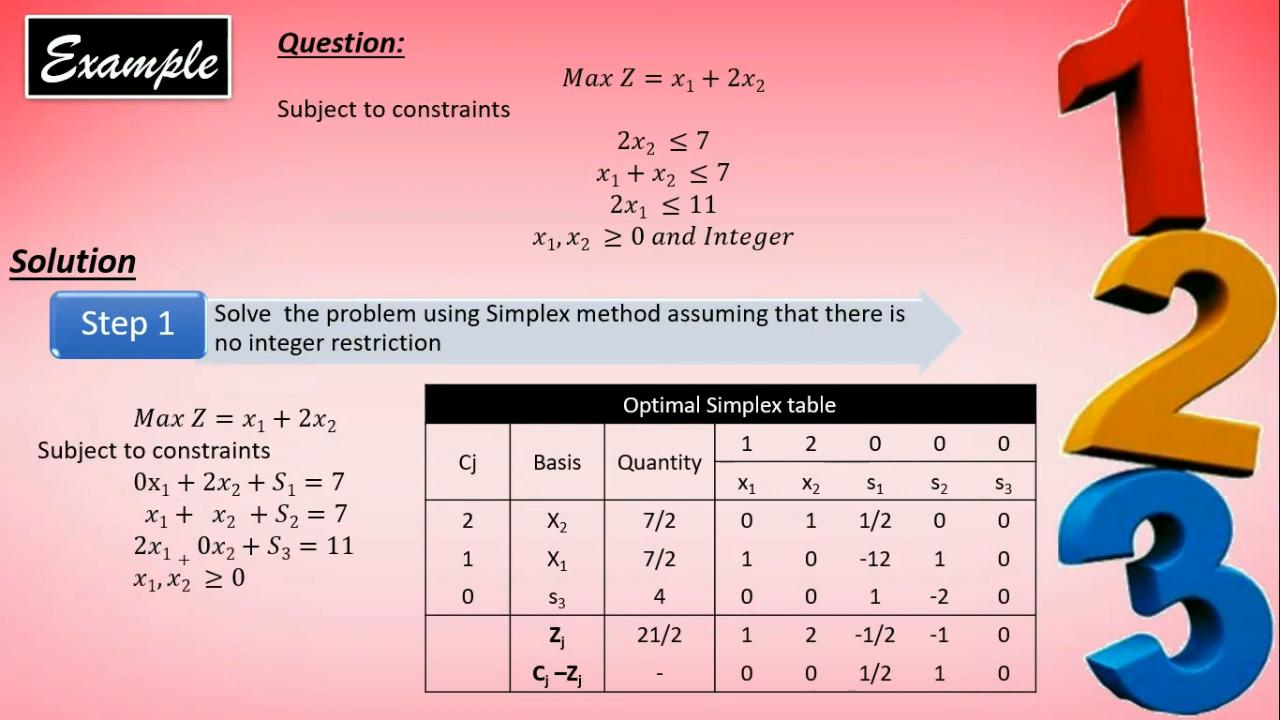 Example
Question:
Max Z = x₁ + 2x₂
Subject to constraints
2x₂ ≤ 7
x₁ + x₂ ≤ 7
2x₁ ≤ 11
x₁, x₂ ≥ 0 and Integer
Solution
Step 1
Solve the problem using Simplex method assuming that there is
no integer restriction
Max Z = x₁ + 2x₂
Subject to constraints
0x₁ + 2x₂ + S₁ = 7
x₁ + x₂ + S₂ = 7
2x₁ + 0x₂ + S₃ = 11
x₁, x₂ ≥ 0
Optimal Simplex table
Cj Basis Quantity 1 2 0 0 0
x₁ x₂ s₁ s₂ s₃
2 X₂ 7/2 0 1 1/2 0 0
1 X₁ 7/2 1 0 -12 1 0
0 s₃ 4 0 0 1 -2 0
Zⱼ 21/2 1 2 -1/2 -1 0
Cⱼ –Zⱼ - 0 0 1/2 1 0
1
2
3